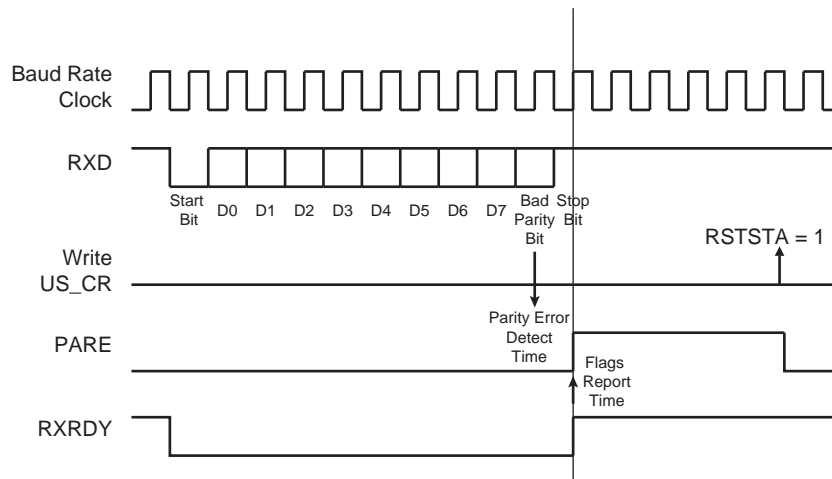 Baud Rate
Clock
RXD
Start
Bit
D0 D1 D2 D3 D4 D5 D6 D7
Bad
Parity
Bit
Stop
Bit
Write
US_CR
RSTSTA = 1
Parity Error
Detect
Time
PARE
Flags
Report
Time
RXRDY